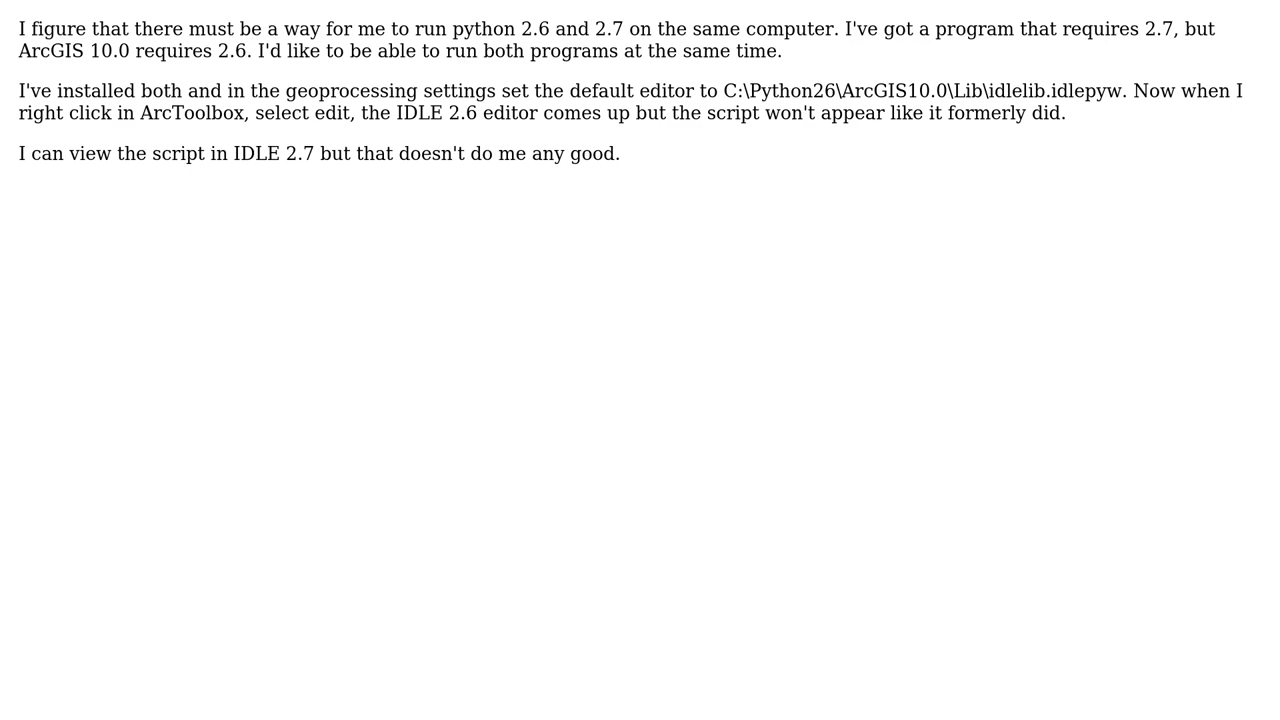 I figure that there must be a way for me to run python 2.6 and 2.7 on the same computer. I've got a program that requires 2.7, but
ArcGIS 10.0 requires 2.6. I'd like to be able to run both programs at the same time.
I've installed both and in the geoprocessing settings set the default editor to C:\Python26\ArcGIS10.0\Lib\idlelib.idlepyw. Now when I
right click in ArcToolbox, select edit, the IDLE 2.6 editor comes up but the script won't appear like it formerly did.
I can view the script in IDLE 2.7 but that doesn't do me any good.